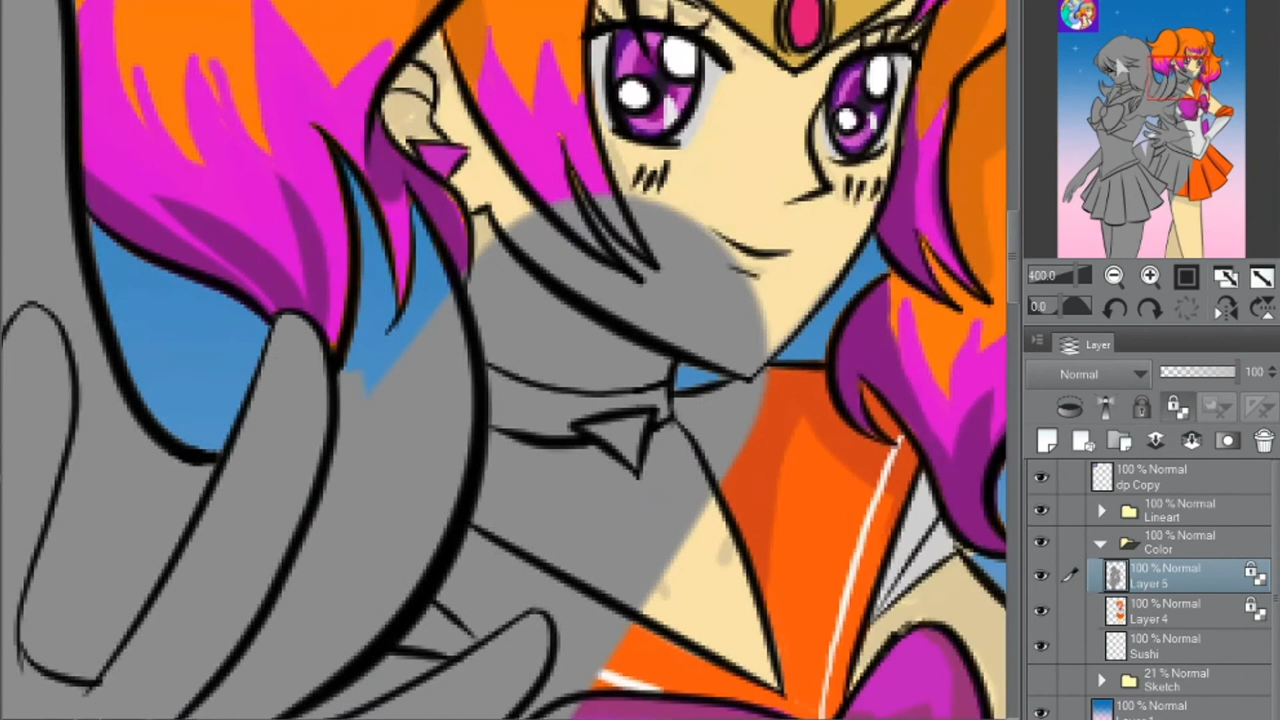 400.0
0.0
Layer
Normal
100
100 % Normal
dp Copy
100 % Normal
Lineart
100 % Normal
Color
100 % Normal
Layer 5
100 % Normal
Layer 4
100 % Normal
Sushi
21 % Normal
Sketch
100 % Normal